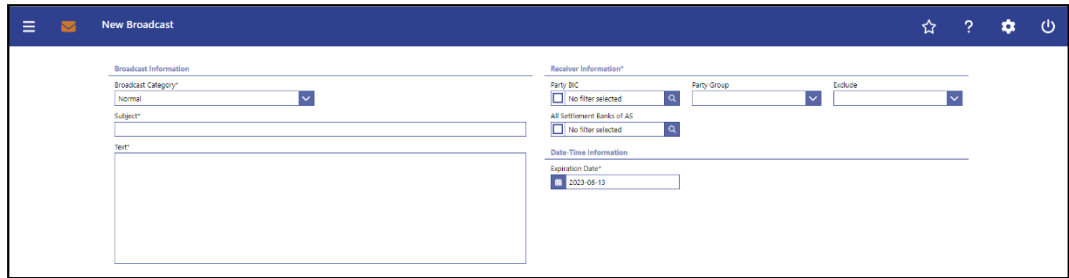 New Broadcast
?
Broadcast Information
Broadcast Category*
Normal
Subject*
Text*
Receiver Information*
Party BIC
No filter selected
Party Group
Exclude
All Settlement Banks of AS
No filter selected
Date-Time Information
Expiration Date*
2023-06-13